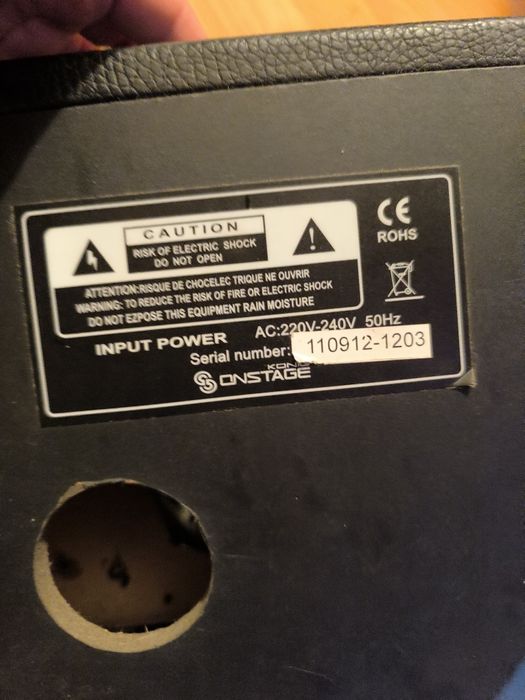 CAUTION
RISK OF ELECTRIC SHOCK
DO NOT OPEN
CE
ROHS
ATTENTION:RISQUE DE CHOCELEC TRIQUE NE OUVRIR
WARNING: TO REDUCE THE RISK OF FIRE OR ELECTRIC SHOCK
DO NOT EZPOSE THIS EQUIPMENT RAIN MOISTURE
INPUT POWER AC:220V-240V 50Hz
Serial number: 110912-1203
ONSTAGE